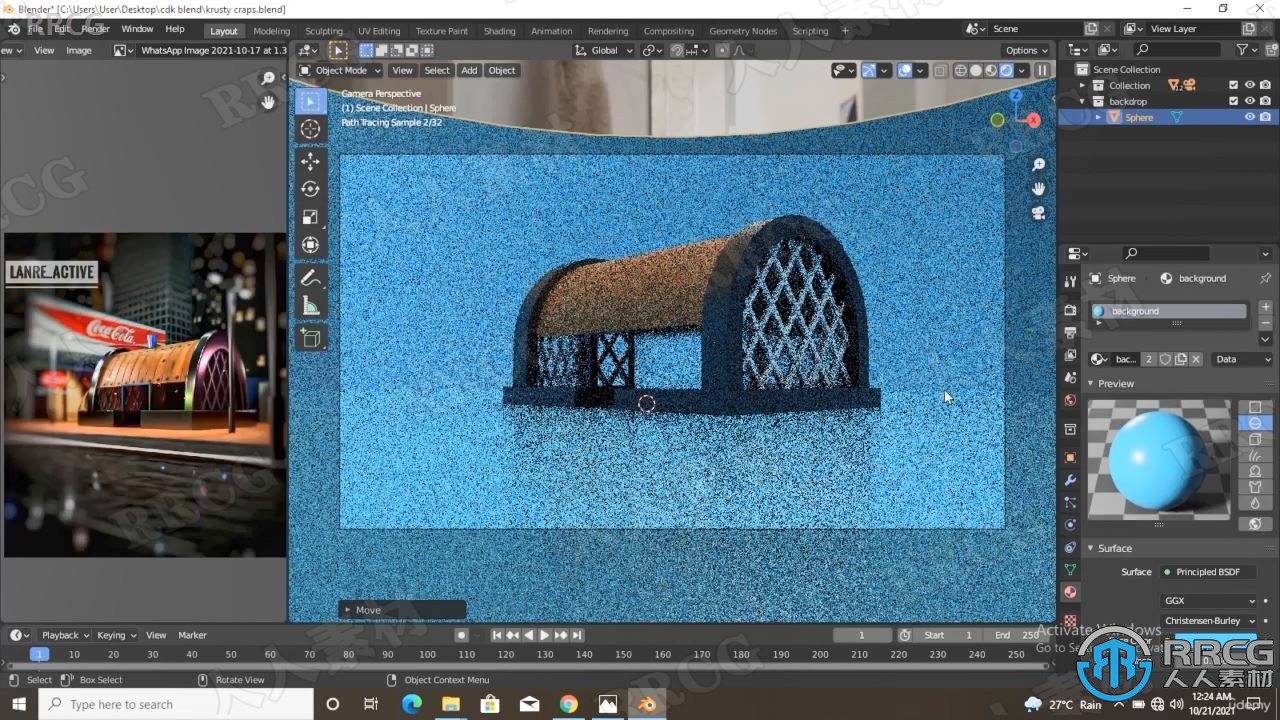 Blender* [C:\Users\User\Desktop\cdk blend\krusty craps.blend]
File Edit Render Window Help Layout Modeling Sculpting UV Editing Texture Paint Shading Animation Rendering Compositing Geometry Nodes Scripting + Scene View Layer
View Image WhatsApp Image 2021-10-17 at 1.3 Global Options
Object Mode View Select Add Object
Camera Perspective
(1) Scene Collection | Sphere
Path Tracing Sample 2/32
Z
X
Scene Collection
Collection
backdrop
Sphere
LANRE_ACTIVE
Coca-Cola
Sphere background
background
bac... 2 Data
Preview
Surface
Surface Principled BSDF
GGX
Christensen-Burley
Move
Playback Keying View Marker 1 Start 1 End 250
1 10 20 30 40 50 60 70 80 90 100 110 120 130 140 150 160 170 180 190 200 210 220 230 240 250
Select Box Select Rotate View Object Context Menu
Activate Windows
Type here to search
27°C Rain
12:24 AM
10/21/20
RRCG
人人素材
udemy